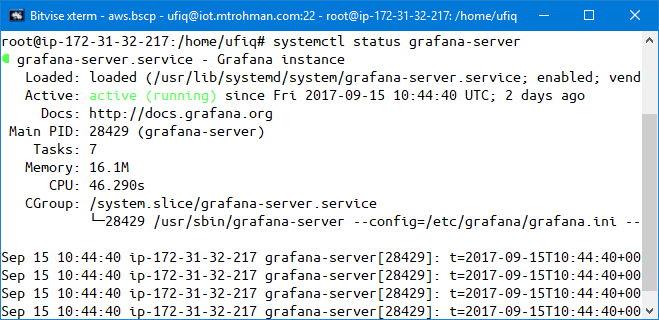 Bitvise xterm - aws.bscp - ufiq@iot.mtrohman.com:22 - root@ip-172-31-32-217: /home/ufiq
root@ip-172-31-32-217:/home/ufiq# systemctl status grafana-server
● grafana-server.service - Grafana instance
Loaded: loaded (/usr/lib/systemd/system/grafana-server.service; enabled; vend
Active: active (running) since Fri 2017-09-15 10:44:40 UTC; 2 days ago
Docs: http://docs.grafana.org
Main PID: 28429 (grafana-server)
Tasks: 7
Memory: 16.1M
CPU: 46.290s
CGroup: /system.slice/grafana-server.service
└─28429 /usr/sbin/grafana-server --config=/etc/grafana/grafana.ini --
Sep 15 10:44:40 ip-172-31-32-217 grafana-server[28429]: t=2017-09-15T10:44:40+00
Sep 15 10:44:40 ip-172-31-32-217 grafana-server[28429]: t=2017-09-15T10:44:40+00
Sep 15 10:44:40 ip-172-31-32-217 grafana-server[28429]: t=2017-09-15T10:44:40+00
Sep 15 10:44:40 ip-172-31-32-217 grafana-server[28429]: t=2017-09-15T10:44:40+00